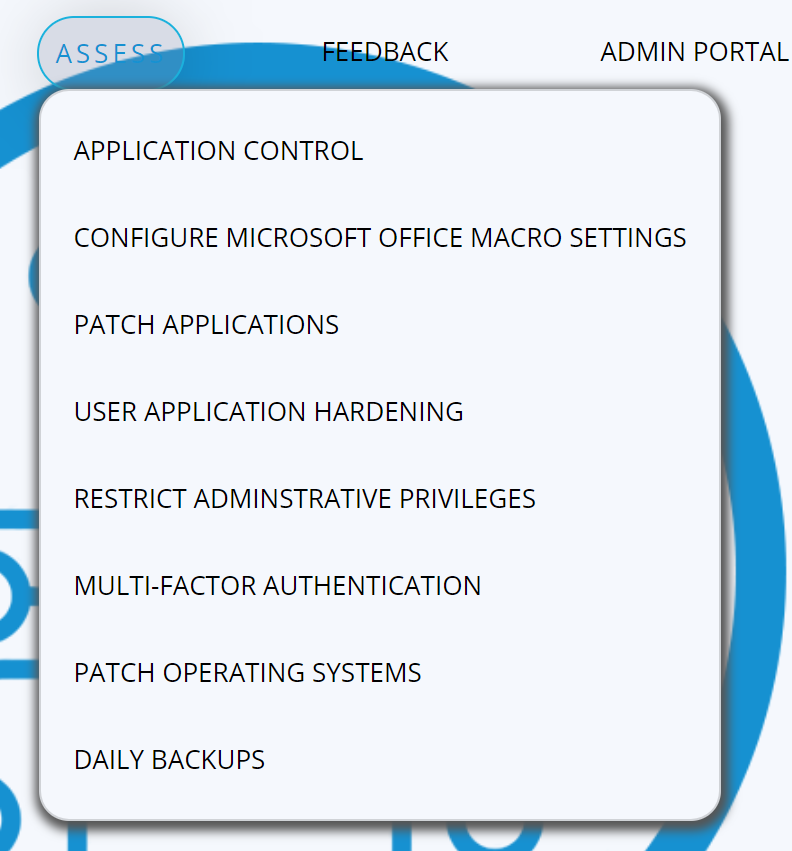 ASSESS
FEEDBACK
ADMIN PORTAL
APPLICATION CONTROL
CONFIGURE MICROSOFT OFFICE MACRO SETTINGS
PATCH APPLICATIONS
USER APPLICATION HARDENING
RESTRICT ADMINSTRATIVE PRIVILEGES
MULTI-FACTOR AUTHENTICATION
PATCH OPERATING SYSTEMS
DAILY BACKUPS